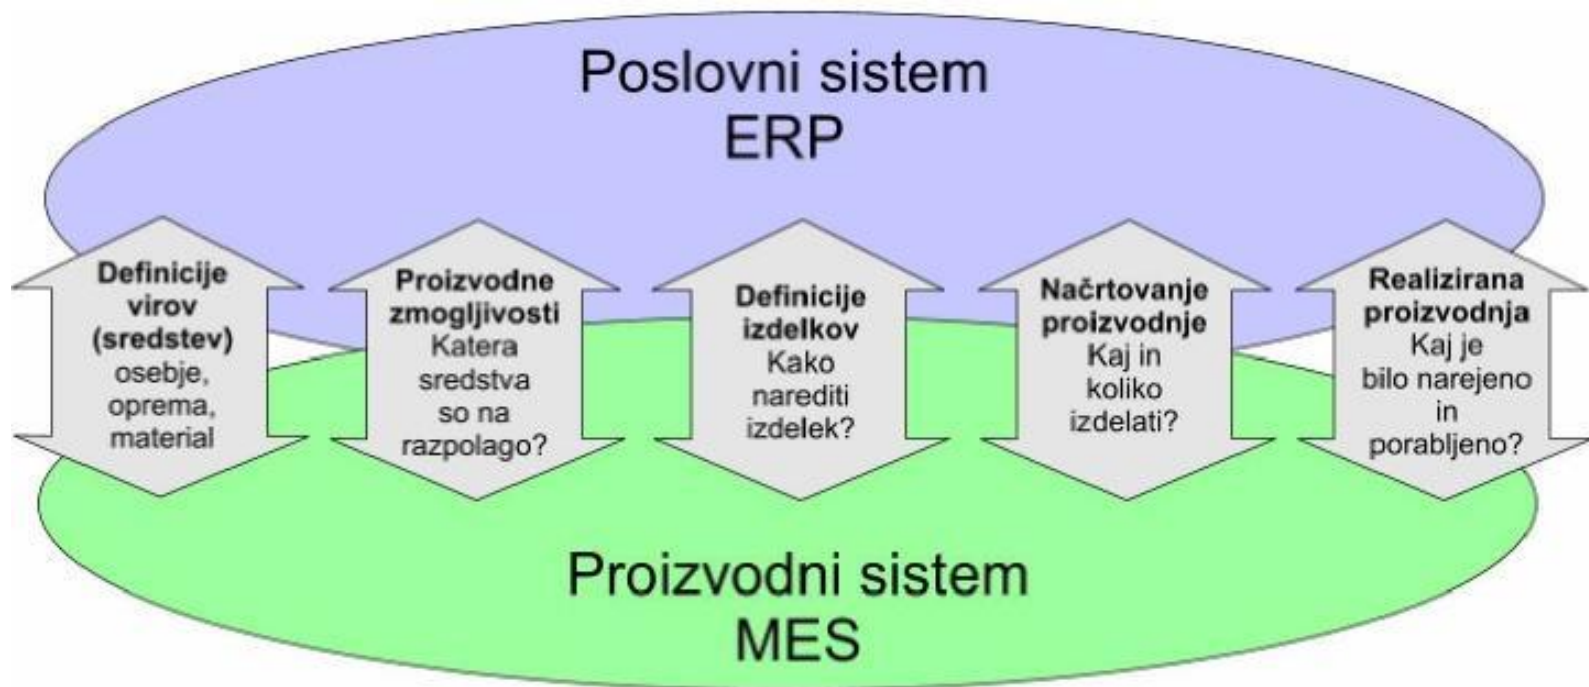 Poslovni sistem
ERP
Definicije
virov
(sredstev)
osebje,
oprema,
material
Proizvodne
zmogljivosti
Katera
sredstva
so na
razpolago?
Definicije
izdelkov
Kako
narediti
izdelek?
Načrtovanje
proizvodnje
Kaj in
koliko
izdelati?
Realizirana
proizvodnja
Kaj je
bilo narejeno
in
porabljeno?
Proizvodni sistem
MES